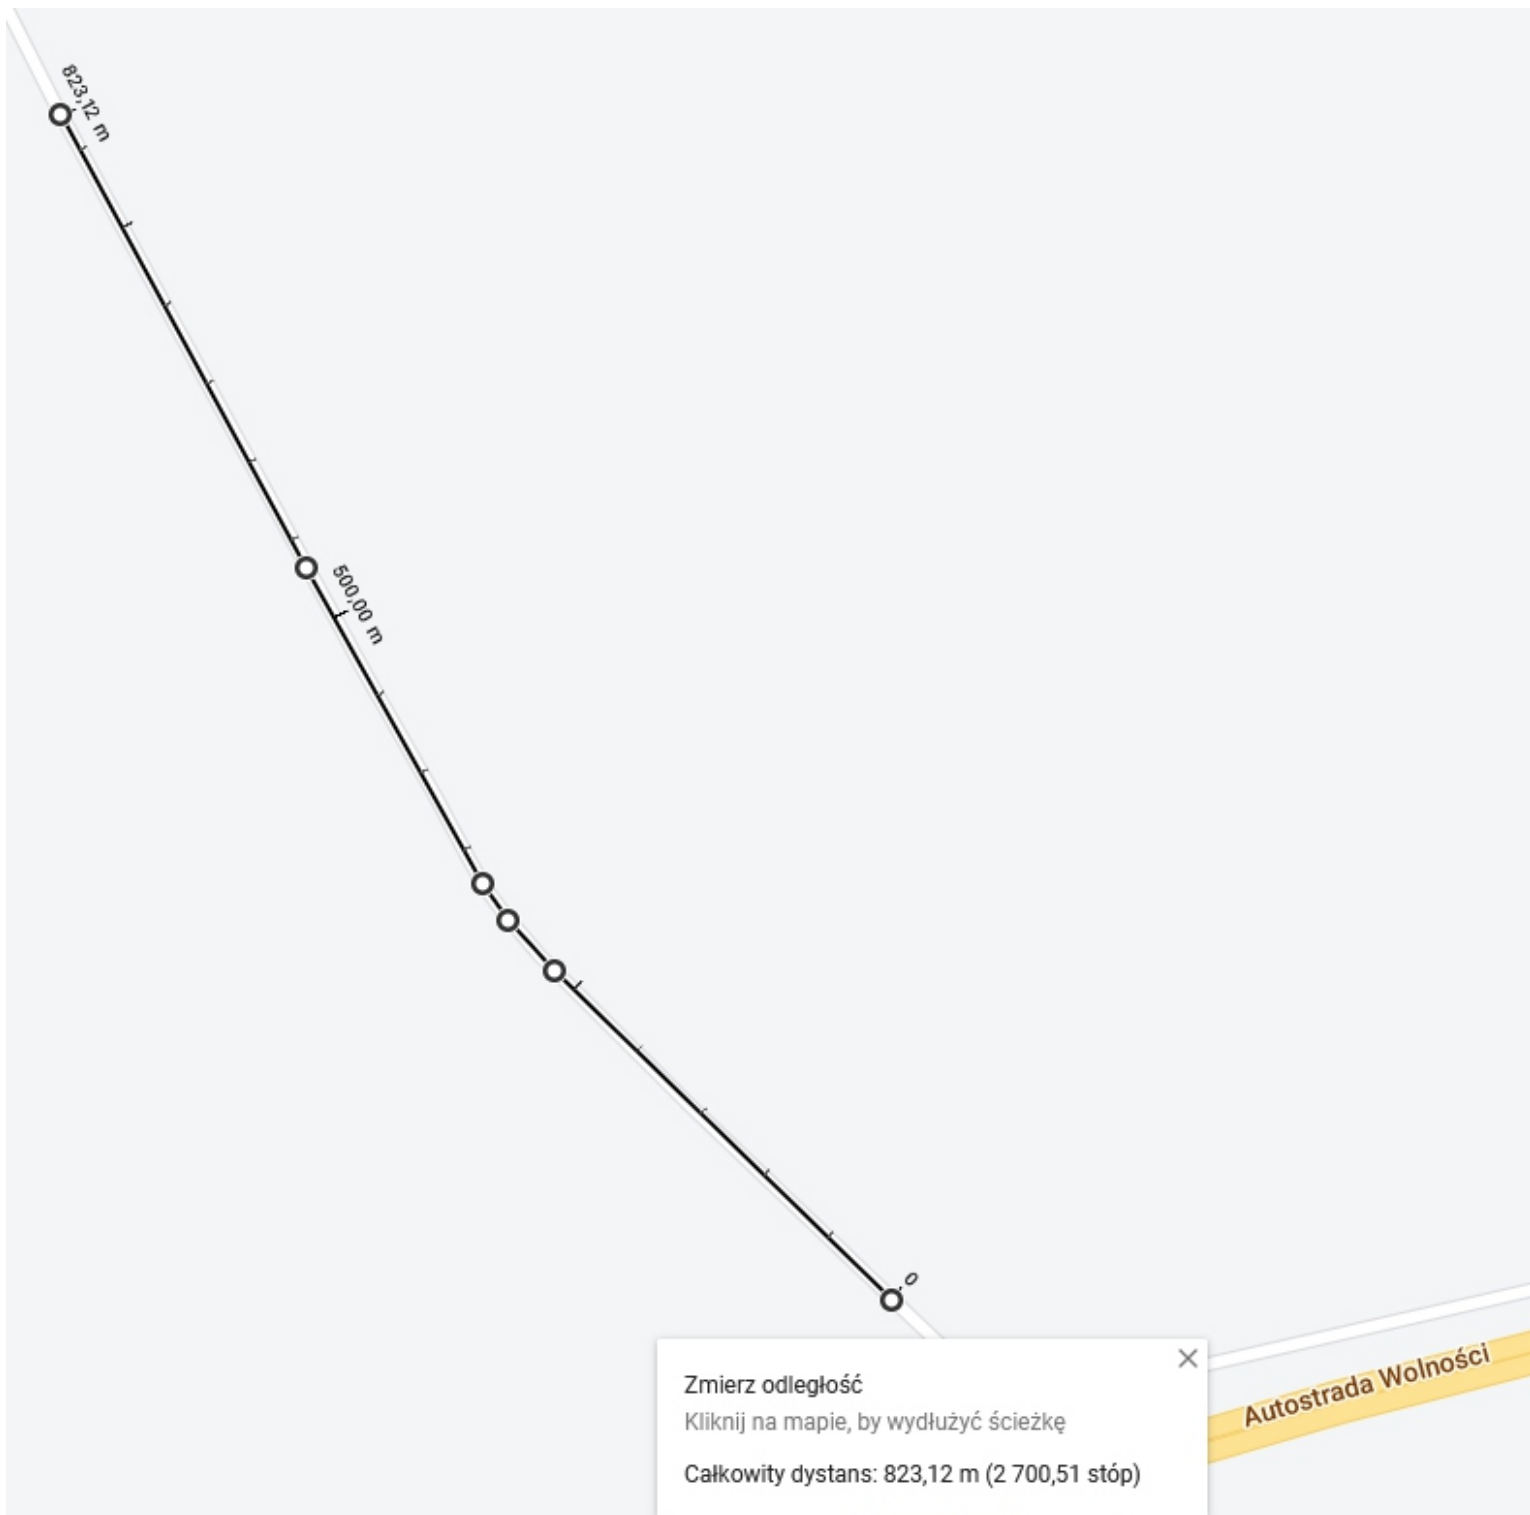 823,12 m
500,00 m
0
Zmierz odległość
Kliknij na mapie, by wydłużyć ścieżkę
Całkowity dystans: 823,12 m (2 700,51 stóp)
Autostrada Wolności